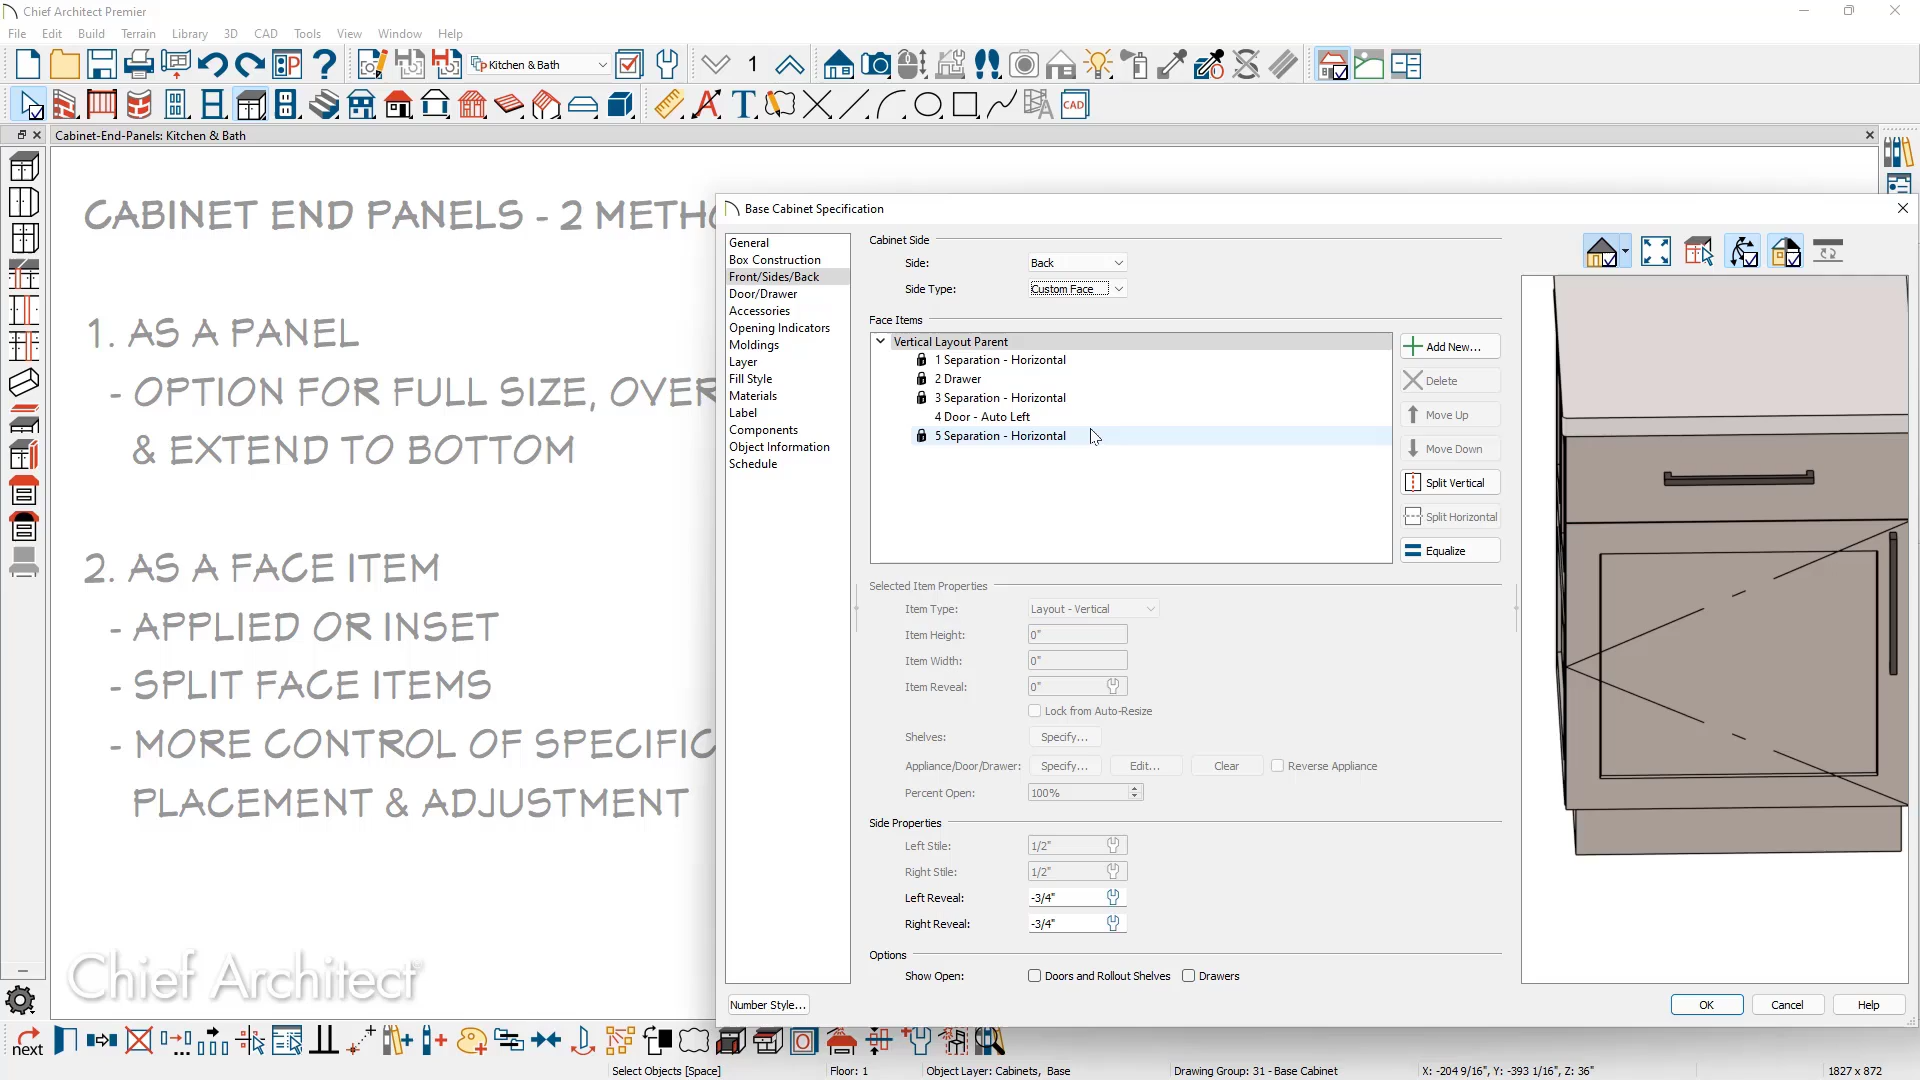 Chief Architect Premier
File Edit Build Terrain Library 3D CAD Tools View Window Help
Kitchen & Bath 1
CAD
Cabinet-End-Panels: Kitchen & Bath
CABINET END PANELS - 2 METHO
1. AS A PANEL
- OPTION FOR FULL SIZE, OVER
& EXTEND TO BOTTOM
2. AS A FACE ITEM
- APPLIED OR INSET
- SPLIT FACE ITEMS
- MORE CONTROL OF SPECIFIC
PLACEMENT & ADJUSTMENT
Chief Architect
Base Cabinet Specification
General
Box Construction
Front/Sides/Back
Door/Drawer
Accessories
Opening Indicators
Moldings
Layer
Fill Style
Materials
Label
Components
Object Information
Schedule
Number Style...
Cabinet Side
Side: Back
Side Type: Custom Face
Face Items
Vertical Layout Parent
1 Separation - Horizontal
2 Drawer
3 Separation - Horizontal
4 Door - Auto Left
5 Separation - Horizontal
Add New...
Delete
Move Up
Move Down
Split Vertical
Split Horizontal
Equalize
Selected Item Properties
Item Type: Layout - Vertical
Item Height: 0"
Item Width: 0"
Item Reveal: 0"
Lock from Auto-Resize
Shelves: Specify...
Appliance/Door/Drawer: Specify... Edit... Clear Reverse Appliance
Percent Open: 100%
Side Properties
Left Stile: 1/2"
Right Stile: 1/2"
Left Reveal: -3/4"
Right Reveal: -3/4"
Options
Show Open: Doors and Rollout Shelves Drawers
OK Cancel Help
next
Select Objects [Space] Floor: 1 Object Layer: Cabinets, Base Drawing Group: 31 - Base Cabinet X: -204 9/16", Y: -393 1/16", Z: 36" 1827 x 872